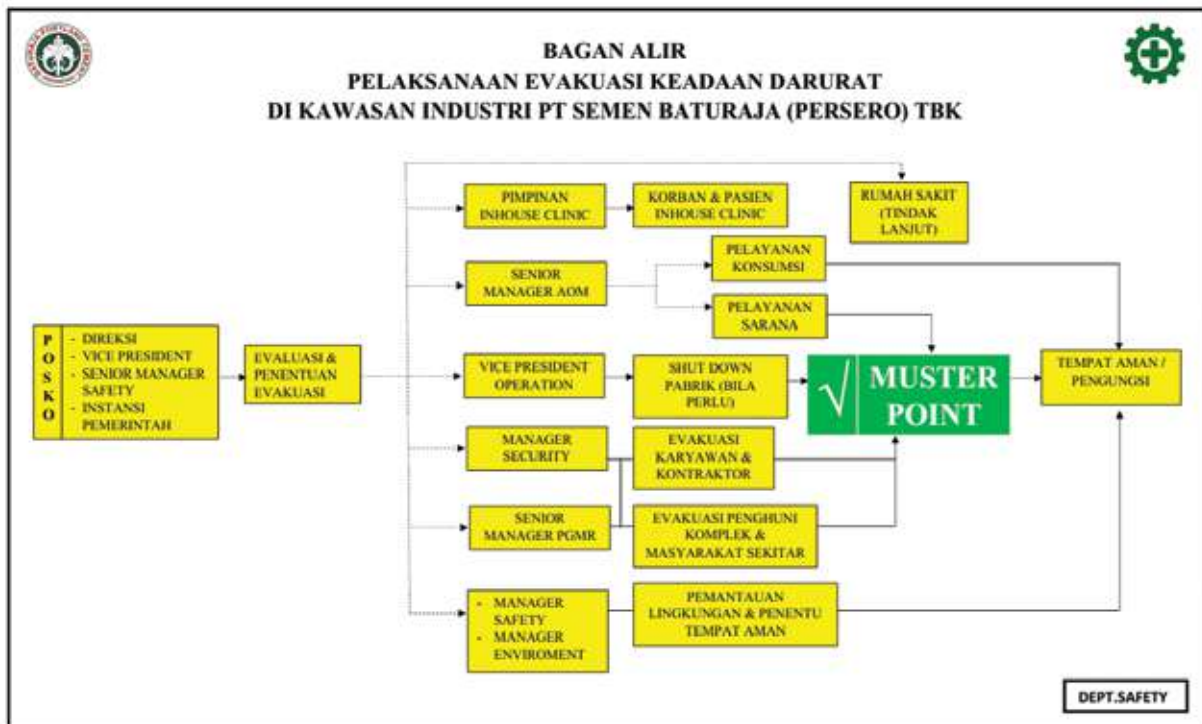 BAGAN ALIR
PELAKSANAAN EVAKUASI KEADAAN DARURAT
DI KAWASAN INDUSTRI PT SEMEN BATURAJA (PERSERO) TBK
PIMPINAN
INHOUSE CLINIC
KORBAN & PASIEN
INHOUSE CLINIC
RUMAH SAKIT
(TINDAK
LANJUT)
SENIOR
MANAGER AOM
PELAYANAN
KONSUMSI
PELAYANAN
SARANA
POSKO
- DIREKSI
- VICE PRESIDENT
- SENIOR MANAGER
SAFETY
- INSTANSI
PEMERINTAH
EVALUASI &
PENENTUAN
EVAKUASI
VICE PRESIDENT
OPERATION
SHUT DOWN
PABRIK (BILA
PERLU)
√ MUSTER
POINT
TEMPAT AMAN /
PENGUNGSI
MANAGER
SECURITY
EVAKUASI
KARYAWAN &
KONTRAKTOR
SENIOR
MANAGER PGMR
EVAKUASI PENGHUNI
KOMPLEK &
MASYARAKAT SEKITAR
- MANAGER
SAFETY
- MANAGER
ENVIROMENT
PEMANTAUAN
LINGKUNGAN & PENENTU
TEMPAT AMAN
DEPT.SAFETY